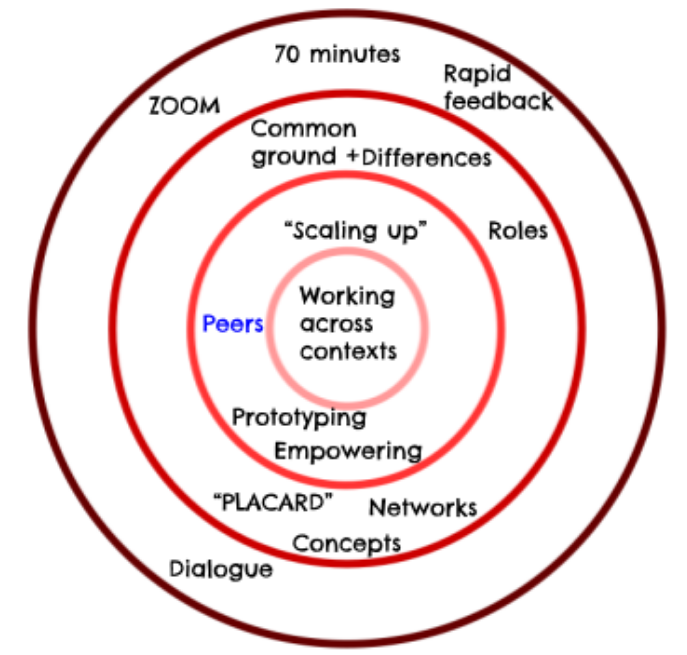 70 minutes
Rapid
feedback
ZOOM
Common
ground +Differences
"Scaling up"
Roles
Working
across
contexts
Peers
Prototyping
Empowering
"PLACARD"
Networks
Concepts
Dialogue